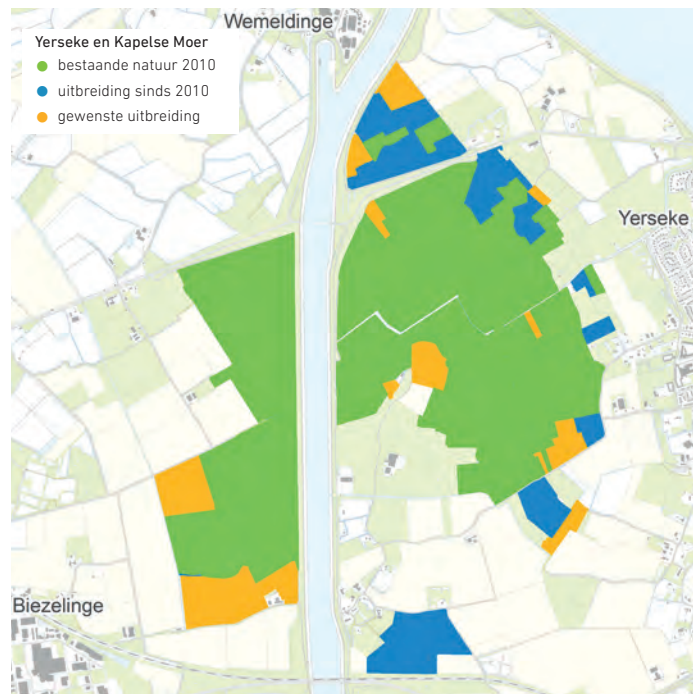 Wemeldinge
Yerseke en Kapelse Moer
bestaande natuur 2010
uitbreiding sinds 2010
gewenste uitbreiding
Yerseke
Biezelinge